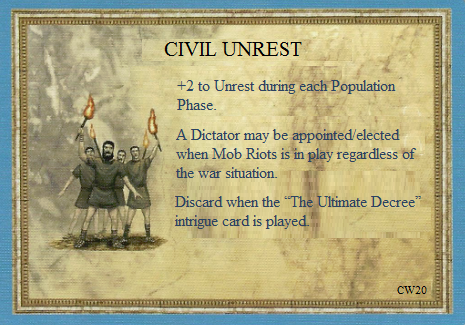 CIVIL UNREST
+2 to Unrest during each Population
Phase.
A Dictator may be appointed/elected
when Mob Riots is in play regardless of
the war situation.
Discard when the “The Ultimate Decree”
intrigue card is played.
CW20